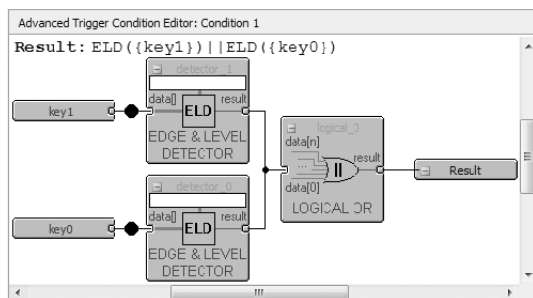 Advanced Trigger Condition Editor: Condition 1
Result: ELD({key1})||ELD({key0})
detector_1
key1
data[]
ELD
result
EDGE & LEVEL
DETECTOR
logical_0
data[n]
...
||
result
data[0]
LOGICAL OR
Result
detector_0
key0
data[]
ELD
result
EDGE & LEVEL
DETECTOR